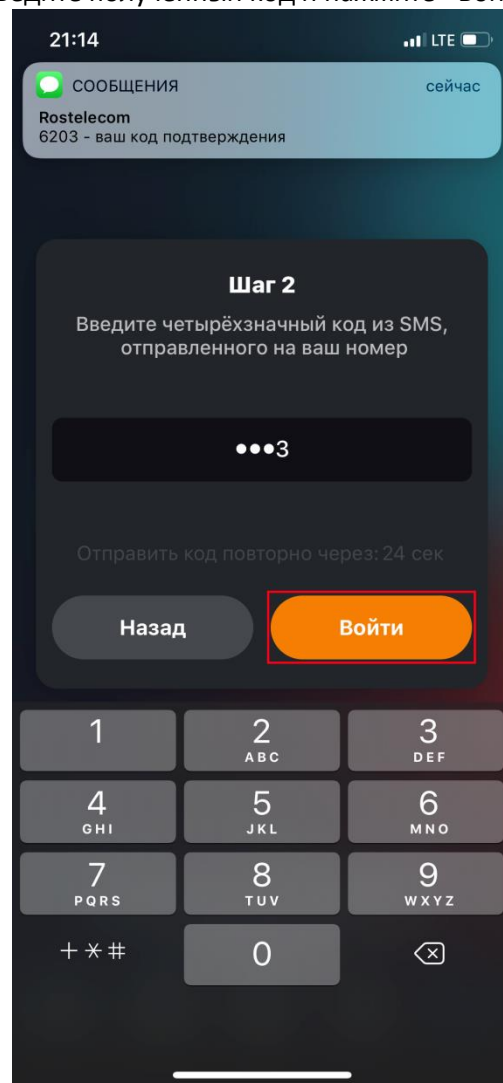 21:14
LTE
СООБЩЕНИЯ
сейчас
Rostelecom
6203 - ваш код подтверждения
Шаг 2
Введите четырёхзначный код из SMS,
отправленного на ваш номер
•••3
Отправить код повторно через: 24 сек
Назад
Войти
1
2
ABC
3
DEF
4
GHI
5
JKL
6
MNO
7
PQRS
8
TUV
9
WXYZ
+*#
0